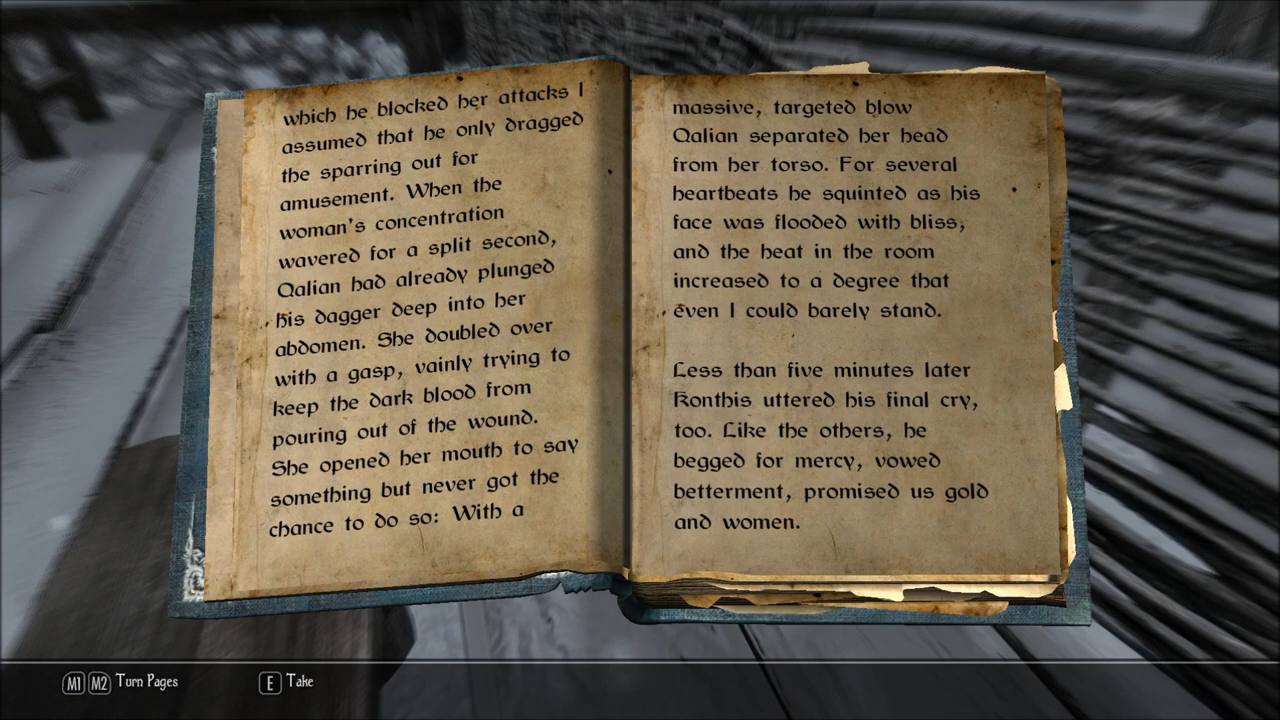 which he blocked her attacks I
assumed that he only dragged
the sparring out for
amusement. When the
woman's concentration
wavered for a split second,
Qalian had already plunged
his dagger deep into her
abdomen. She doubled over
with a gasp, vainly trying to
keep the dark blood from
pouring out of the wound.
She opened her mouth to say
something but never got the
chance to do so: With a
massive, targeted blow
Qalian separated her head
from her torso. For several
heartbeats he squinted as his
face was flooded with bliss,
and the heat in the room
increased to a degree that
even I could barely stand.
Less than five minutes later
Konthis uttered his final cry,
too. Like the others, he
begged for mercy, vowed
betterment, promised us gold
and women.
M1 M2 Turn Pages
E Take